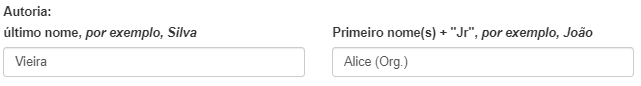 Autoria:
último nome, por exemplo, Silva
Primeiro nome(s) + "Jr", por exemplo, João
Vieira
Alice (Org.)